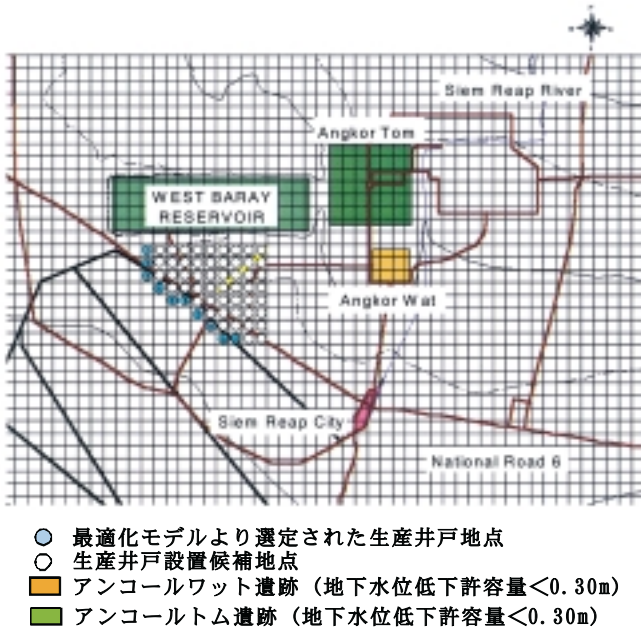 Siem Reap River
Angkor Tom
WEST BARAY
RESERVOIR
Angkor Wat
Siem Reap City
National Road 6
最適化モデルより選定された生産井戸地点
生産井戸設置候補地点
アンコールワット遺跡（地下水位低下許容量＜0.30m）
アンコールトム遺跡（地下水位低下許容量＜0.30m）